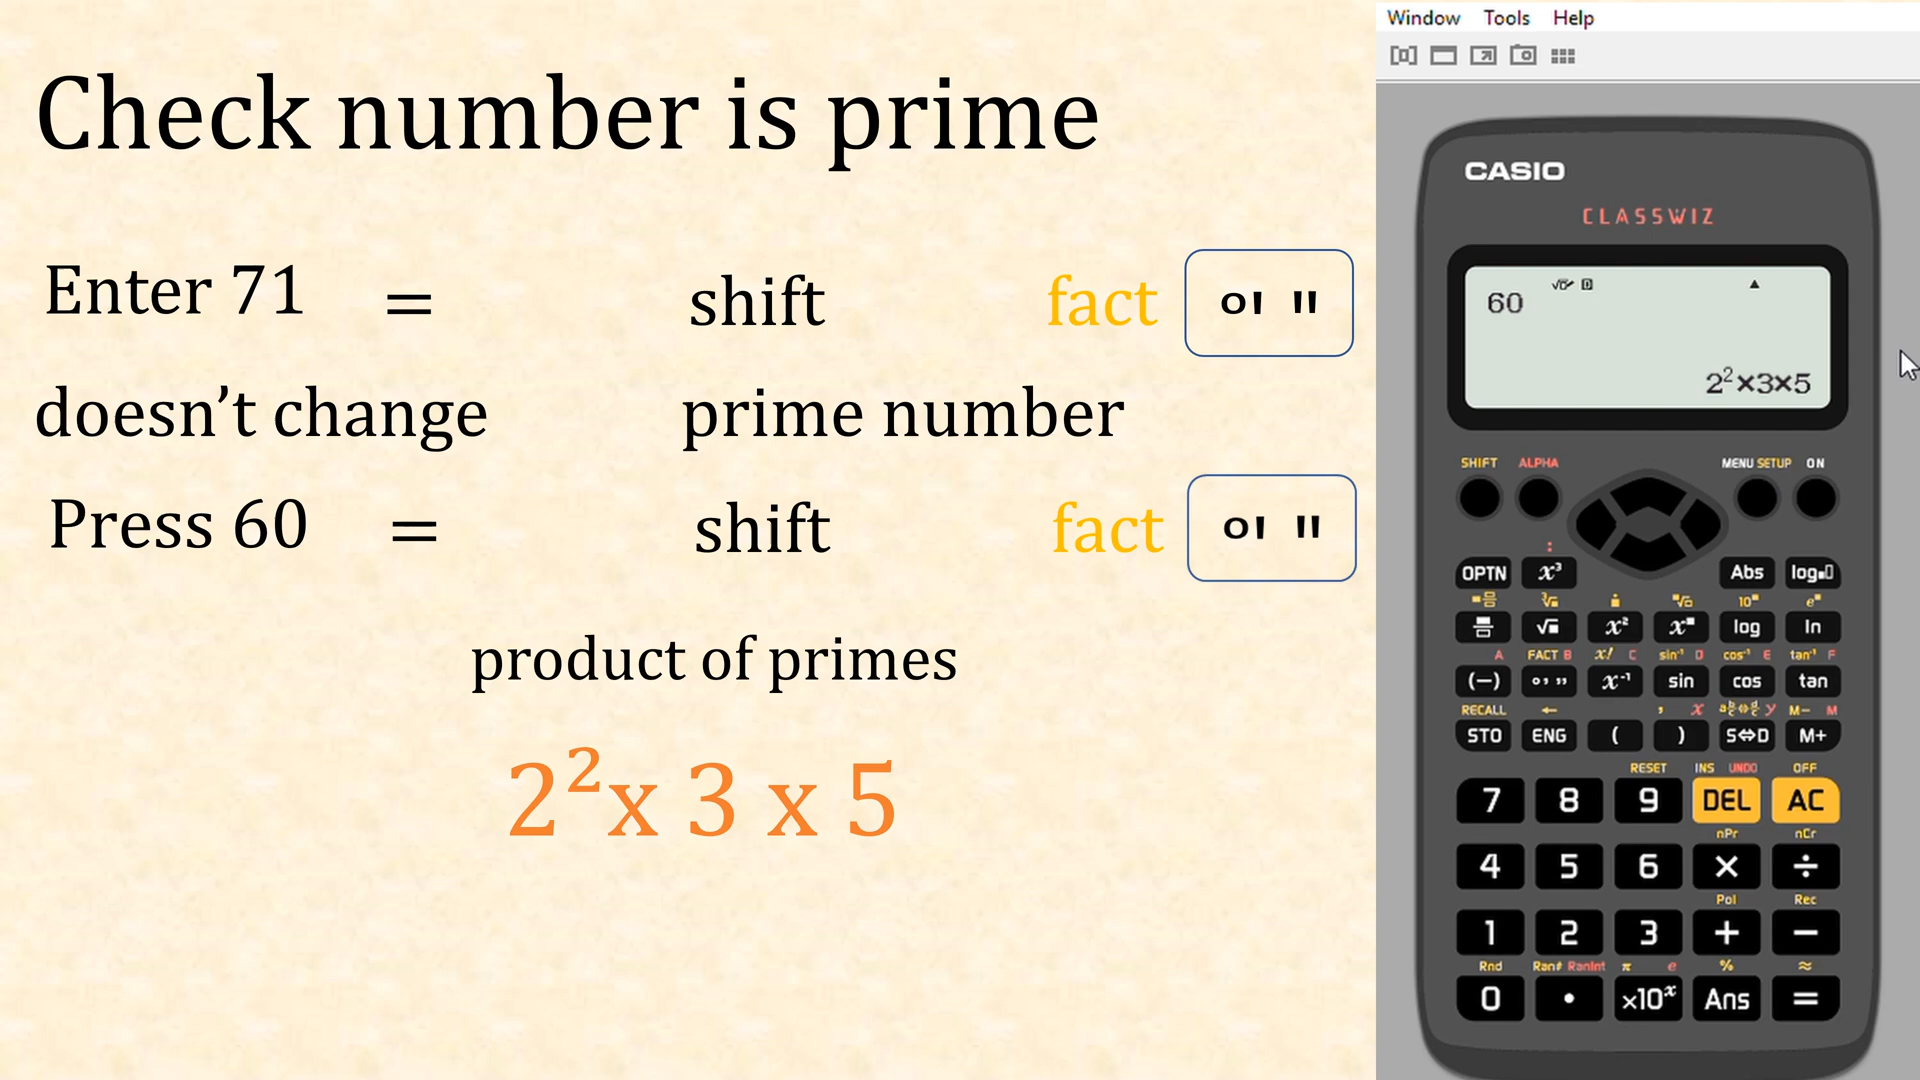 Check number is prime
Enter 71 = shift fact °' "
doesn't change prime number
Press 60 = shift fact °' "
product of primes
2² x 3 x 5
Window Tools Help
CASIO
CLASSWIZ
60
2²×3×5
SHIFT ALPHA MENU SETUP ON
:
OPTN x³ Abs log
10 e
√ x² x log ln
A FACT B x! C sin⁻¹ D cos⁻¹ E tan⁻¹ F
(−) °’ ” x⁻¹ sin cos tan
RECALL ← , x y M− M
STO ENG ( ) S⇔D M+
RESET INS UNDO OFF
7 8 9 DEL AC
nPr nCr
4 5 6 × ÷
Pol Rec
1 2 3 + −
Rnd Ran# RanInt π e % ≈
0 • ×10ˣ Ans =